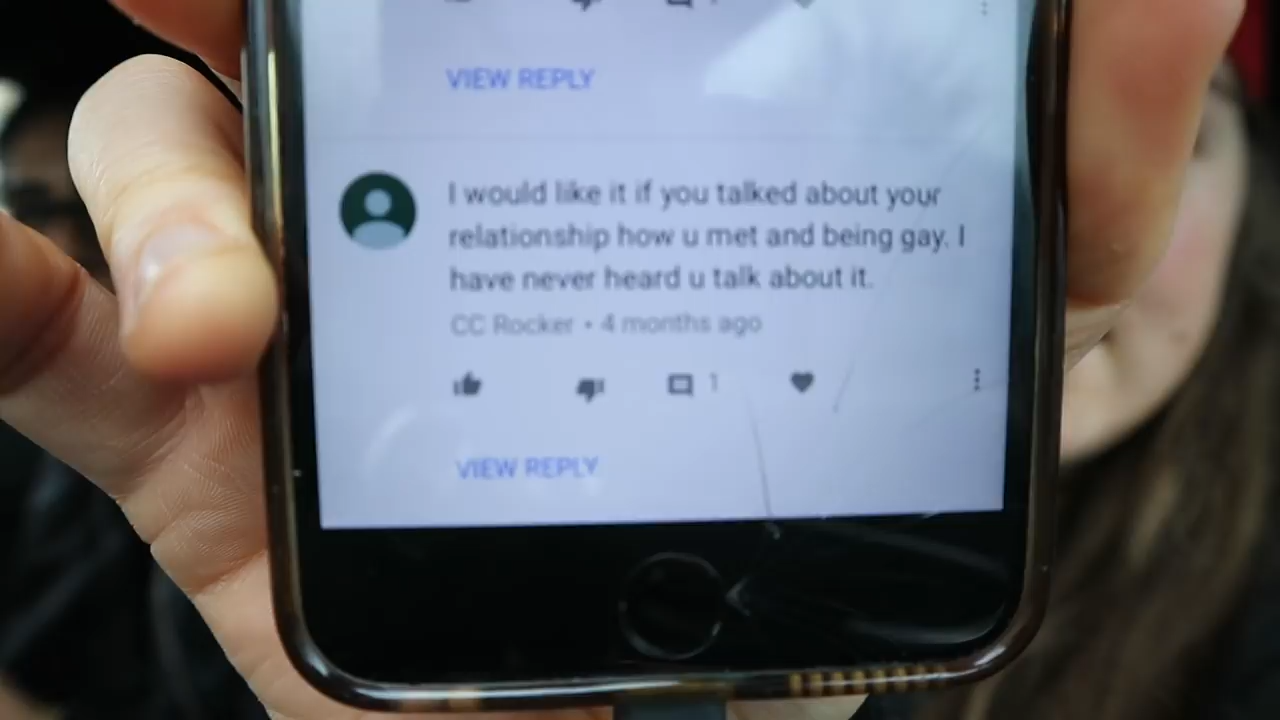 VIEW REPLY
I would like it if you talked about your
relationship how u met and being gay. I
have never heard u talk about it.
CC Rocker • 4 months ago
1
VIEW REPLY